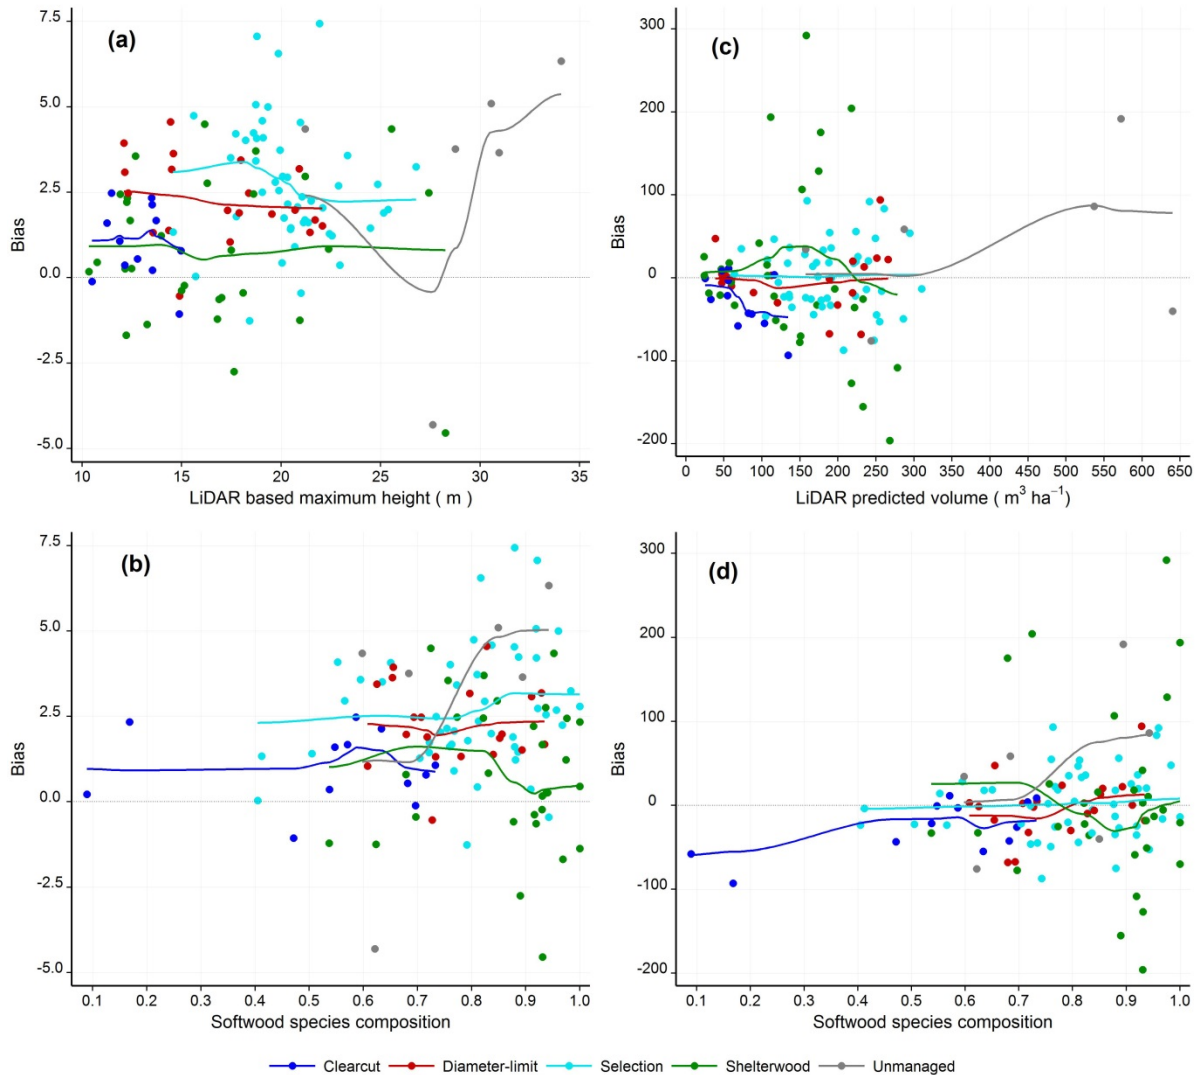 (a)
7.5
5.0
2.5
0.0
-2.5
-5.0
Bias
10 15 20 25 30 35
LiDAR based maximum height ( m )
(c)
300
200
100
0
-100
-200
Bias
0 50 100 150 200 250 300 350 400 450 500 550 600 650
LiDAR predicted volume ( m³ ha⁻¹ )
(b)
7.5
5.0
2.5
0.0
-2.5
-5.0
Bias
0.1 0.2 0.3 0.4 0.5 0.6 0.7 0.8 0.9 1.0
Softwood species composition
(d)
300
200
100
0
-100
-200
Bias
0.1 0.2 0.3 0.4 0.5 0.6 0.7 0.8 0.9 1.0
Softwood species composition
Clearcut Diameter-limit Selection Shelterwood Unmanaged